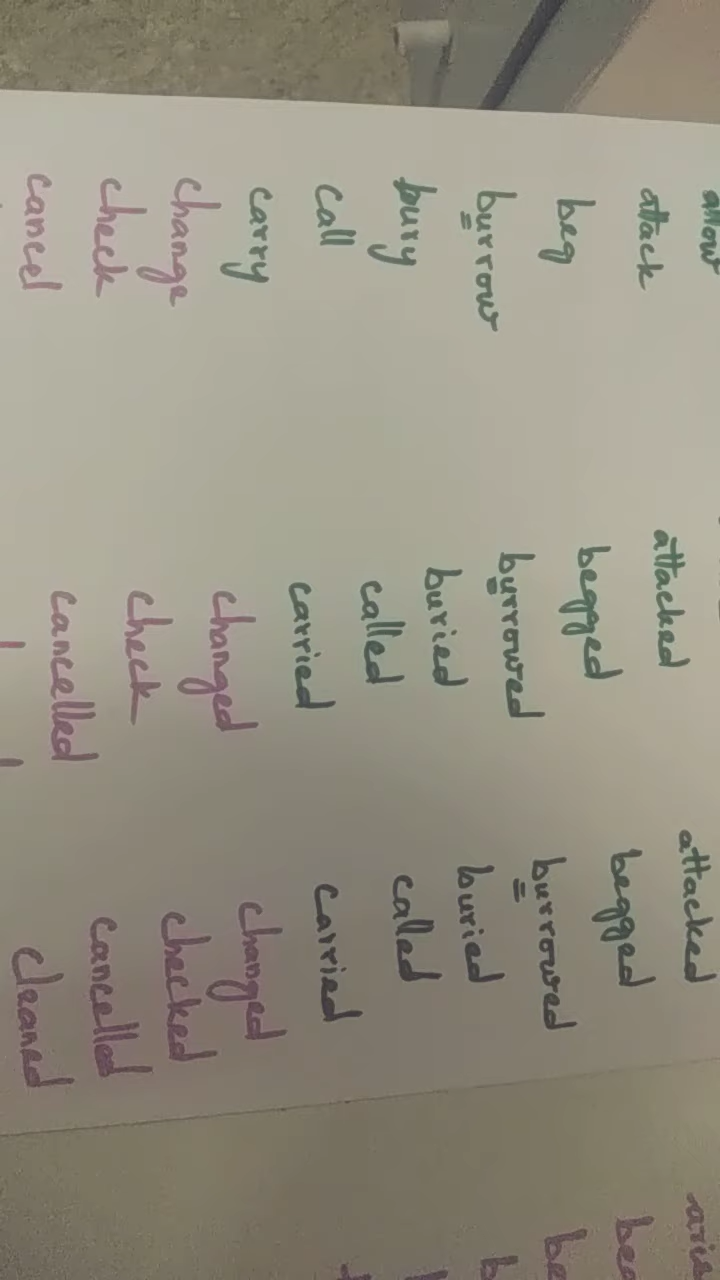 allow
attack attacked attacked
beg begged begged
burrow burrowed burrowed
bury buried buried
call called called
carry carried carried
change changed changed
check check checked
cancel cancelled cancelled
cleaned